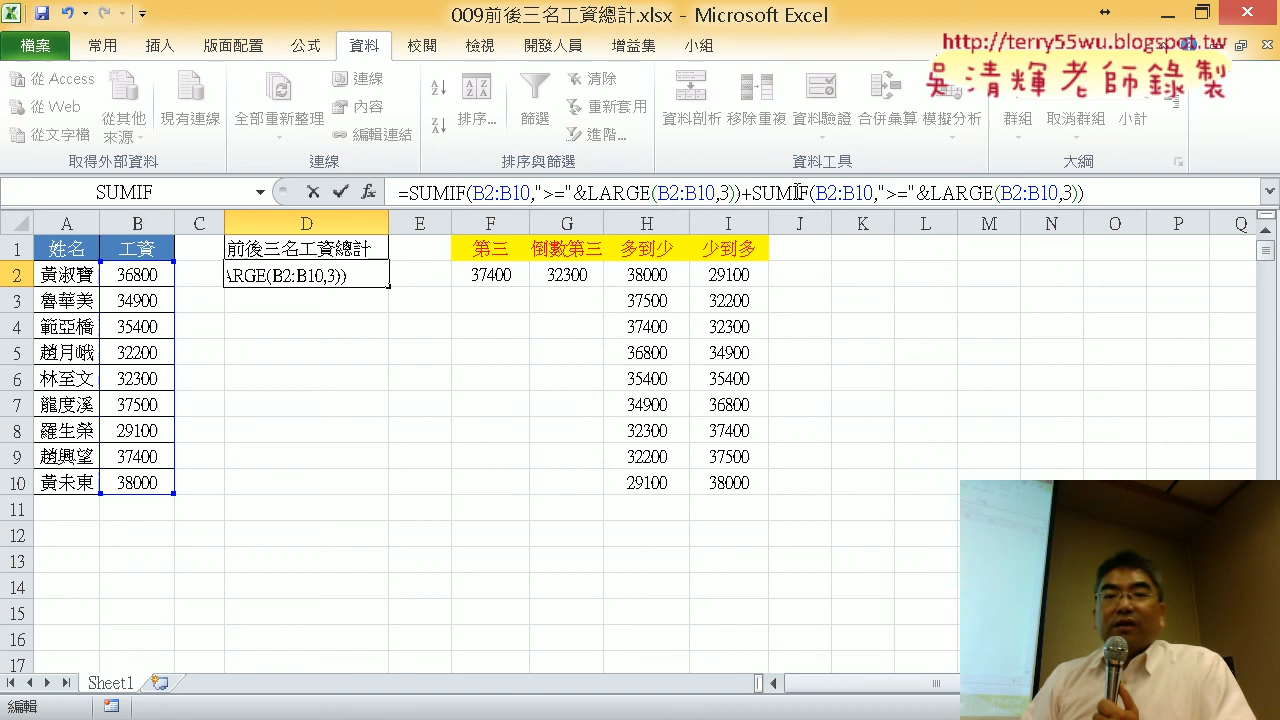 009前後三名工資總計.xlsx - Microsoft Excel
檔案 常用 插入 版面配置 公式 資料 校閱 檢視 開發人員 增益集 小組
http://terry55wu.blogspot.tw
吳清輝老師錄製
從 Access
從 Web
從文字檔
從其他來源
現有連線
全部重新整理
連線
內容
編輯連結
排序...
篩選
清除
重新套用
進階...
資料剖析 移除重複 資料驗證 合併彙算 模擬分析 群組 取消群組 小計
取得外部資料 連線 排序與篩選 資料工具 大綱
SUMIF =SUMIF(B2:B10,">="&LARGE(B2:B10,3))+SUMIF(B2:B10,">="&LARGE(B2:B10,3))
A B C D E F G H I J K L M N O P Q
1 姓名 工資 前後三名工資總計 第三 倒數第三 多到少 少到多
2 黃淑寶 36800 \RGE(B2:B10,3)) 37400 32300 38000 29100
3 魯華美 34900 37500 32200
4 範亞橋 35400 37400 32300
5 趙月峨 32200 36800 34900
6 林至文 32300 35400 35400
7 龍度溪 37500 34900 36800
8 羅生榮 29100 32300 37400
9 趙興望 37400 32200 37500
10 黃未東 38000 29100 38000
11
12
13
14
15
16
17
Sheet1
編輯